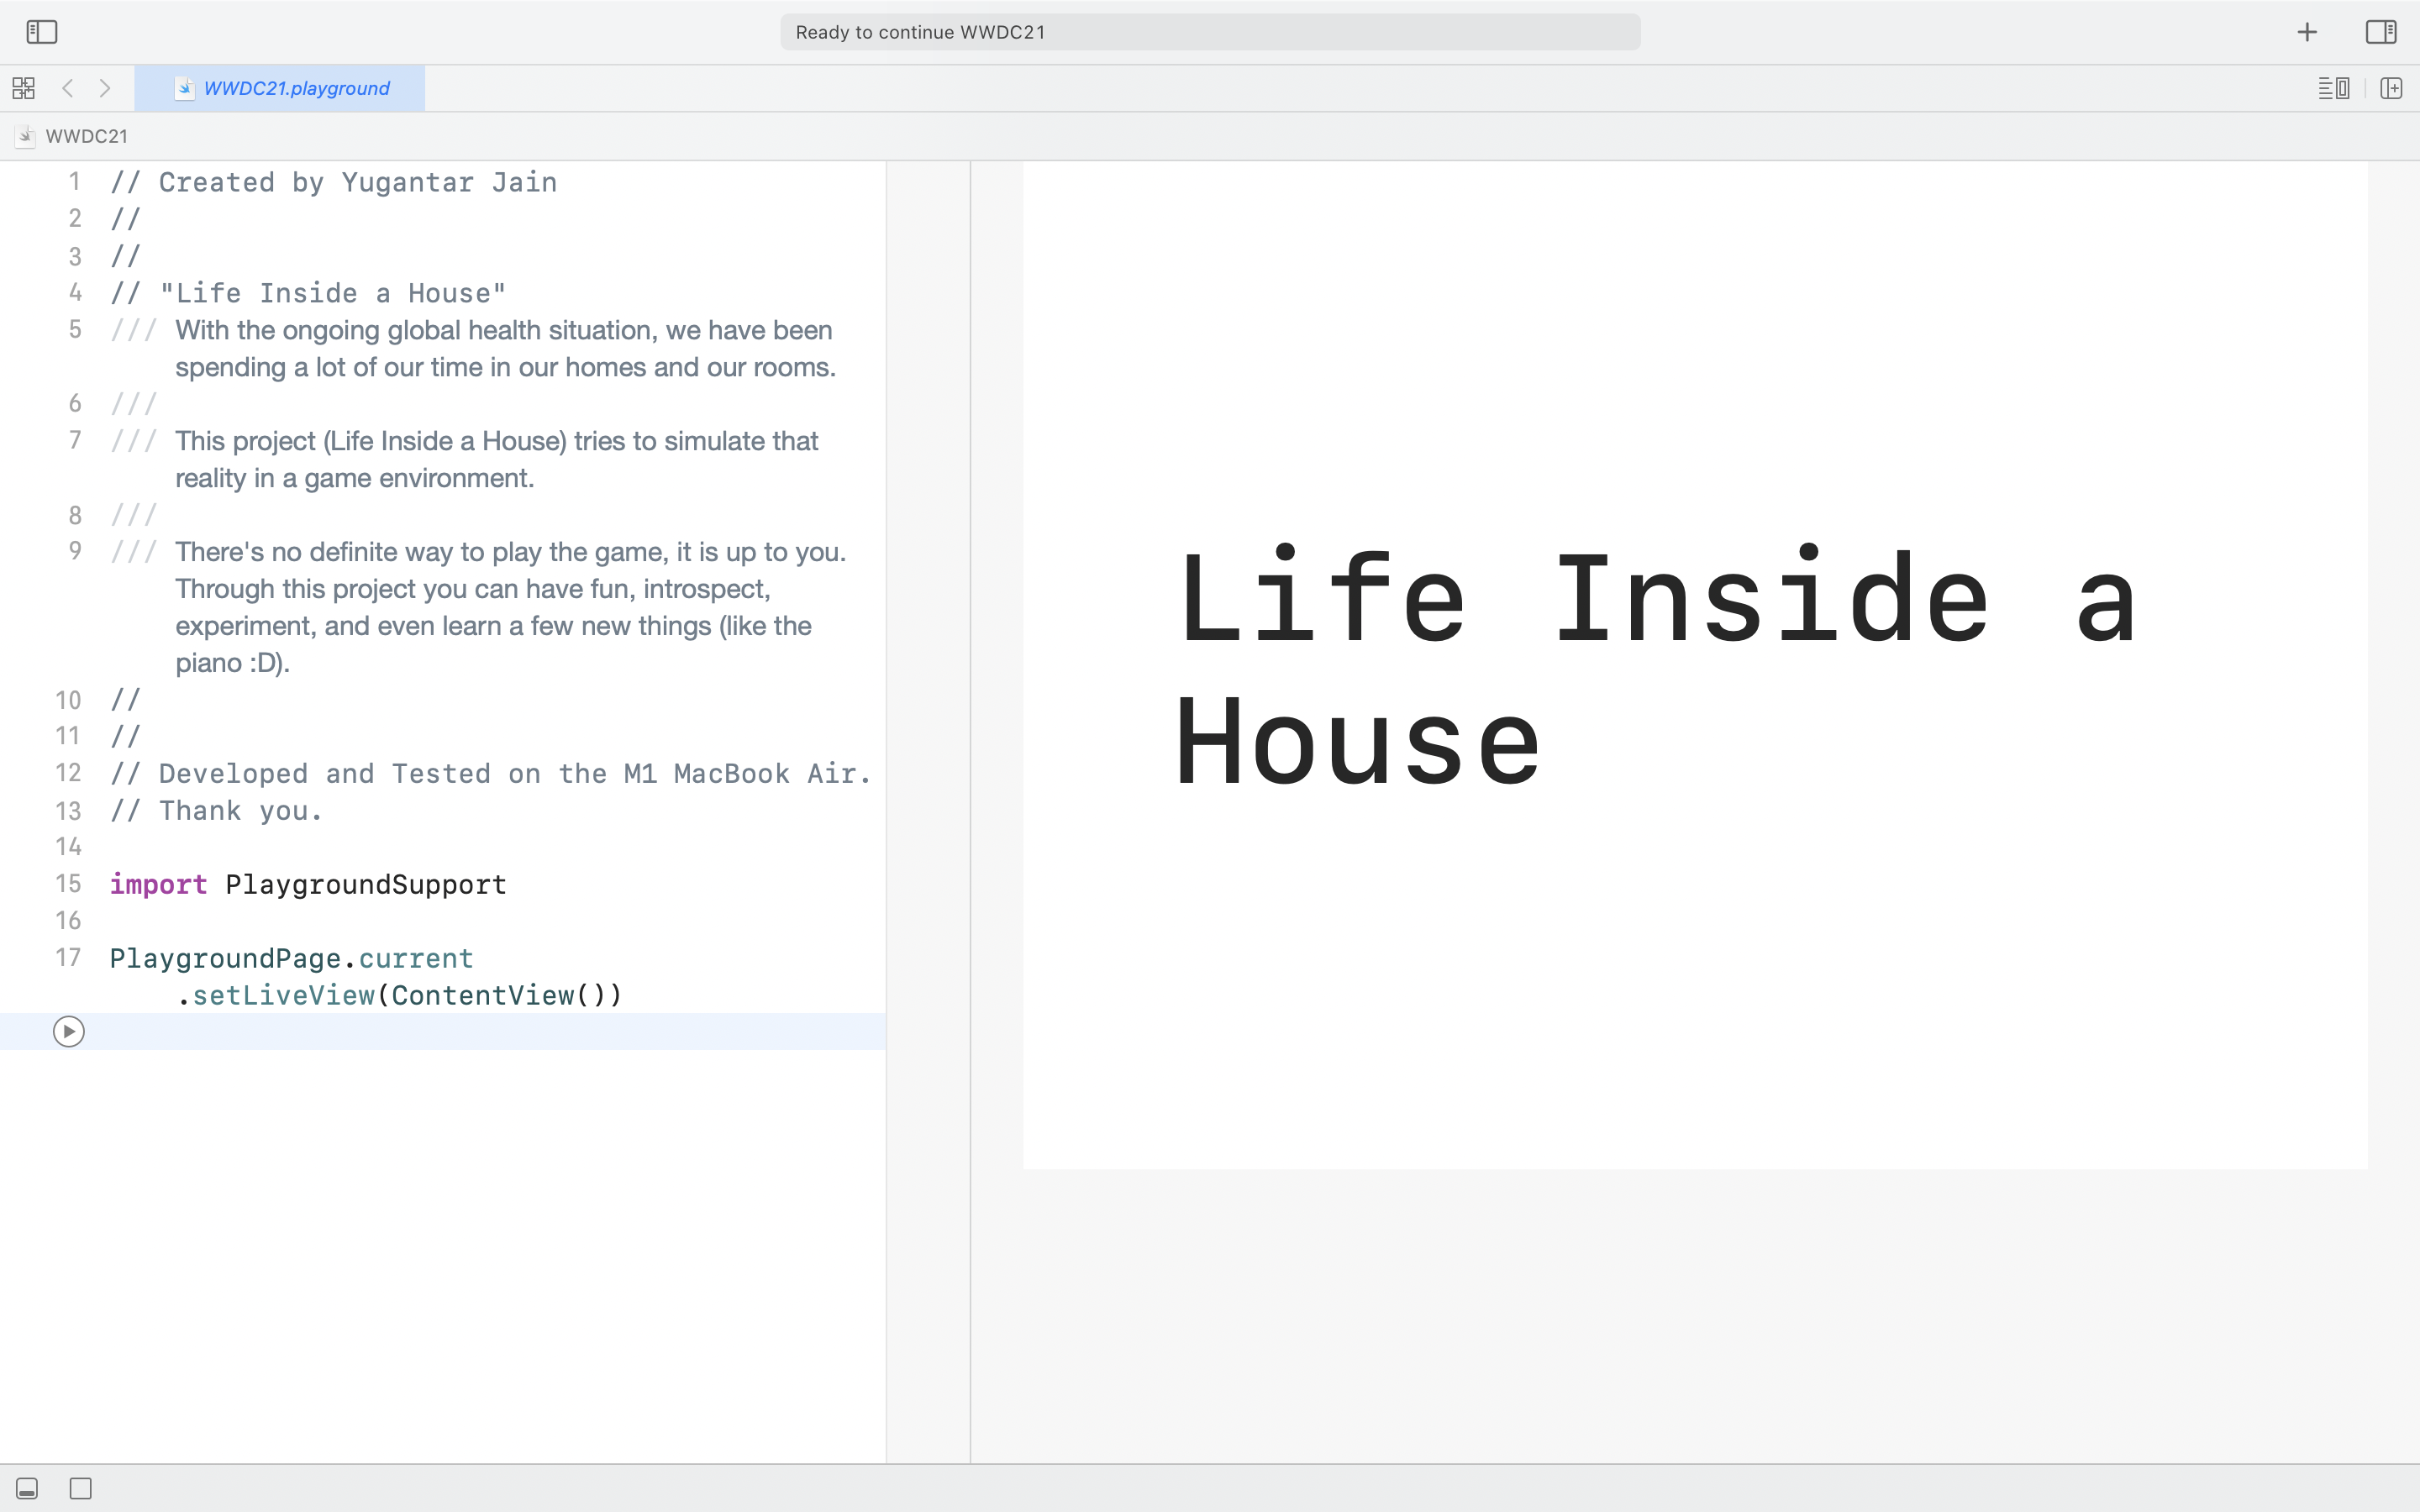 Ready to continue WWDC21
WWDC21.playground
WWDC21
1 // Created by Yugantar Jain
2 //
3 //
4 // "Life Inside a House"
5 /// With the ongoing global health situation, we have been
spending a lot of our time in our homes and our rooms.
6 ///
7 /// This project (Life Inside a House) tries to simulate that
reality in a game environment.
8 ///
9 /// There's no definite way to play the game, it is up to you.
Through this project you can have fun, introspect,
experiment, and even learn a few new things (like the
piano :D).
10 //
11 //
12 // Developed and Tested on the M1 MacBook Air.
13 // Thank you.
14
15 import PlaygroundSupport
16
17 PlaygroundPage.current
.setLiveView(ContentView())
Life Inside a
House